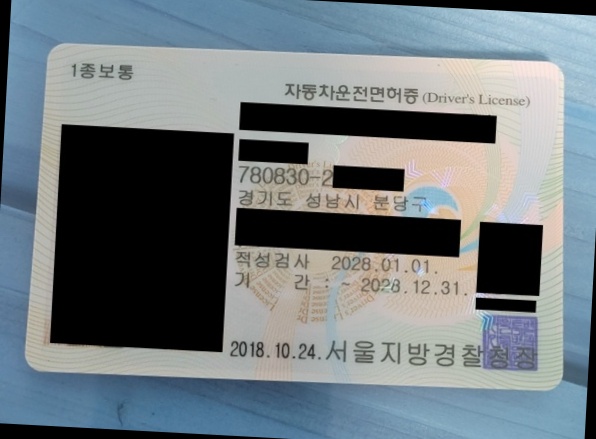 1종보통
자동차운전면허증 (Driver's License)
780830-2
경기도 성남시 분당구
적성검사 2028.01.01.
기 간 : ~ 2028.12.31.
2018.10.24. 서울지방경찰청장